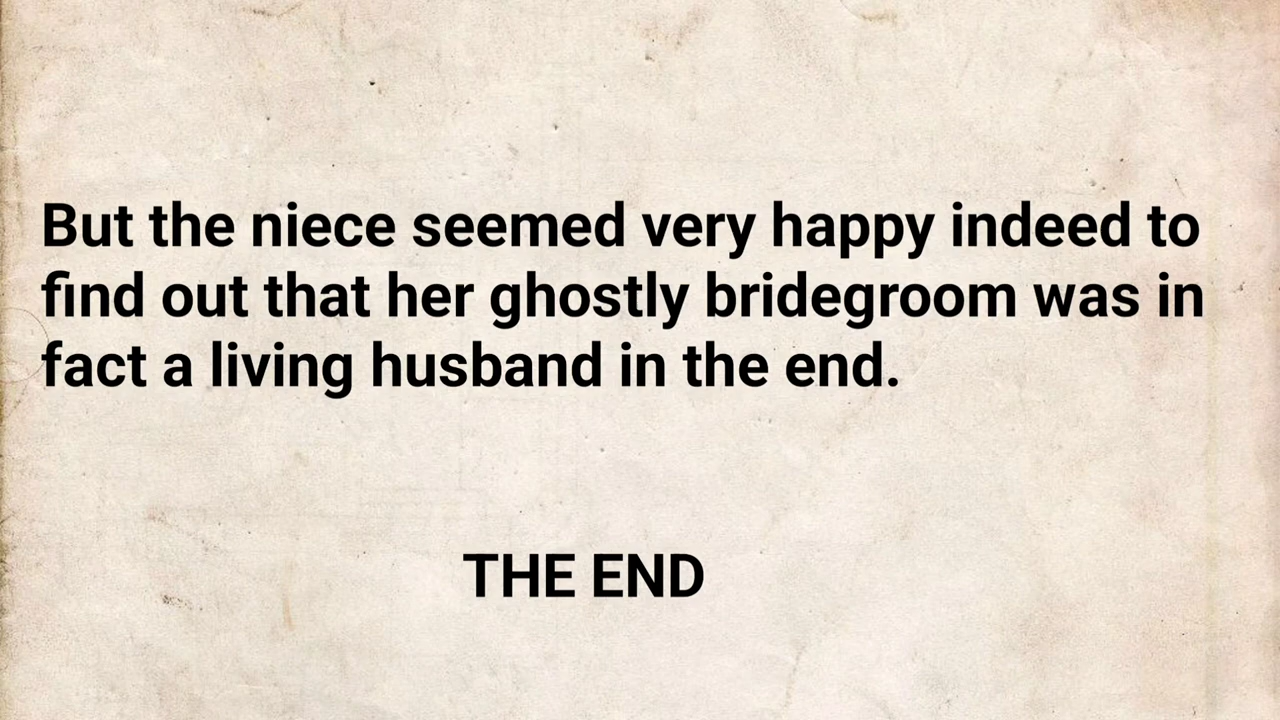 But the niece seemed very happy indeed to
find out that her ghostly bridegroom was in
fact a living husband in the end.
THE END